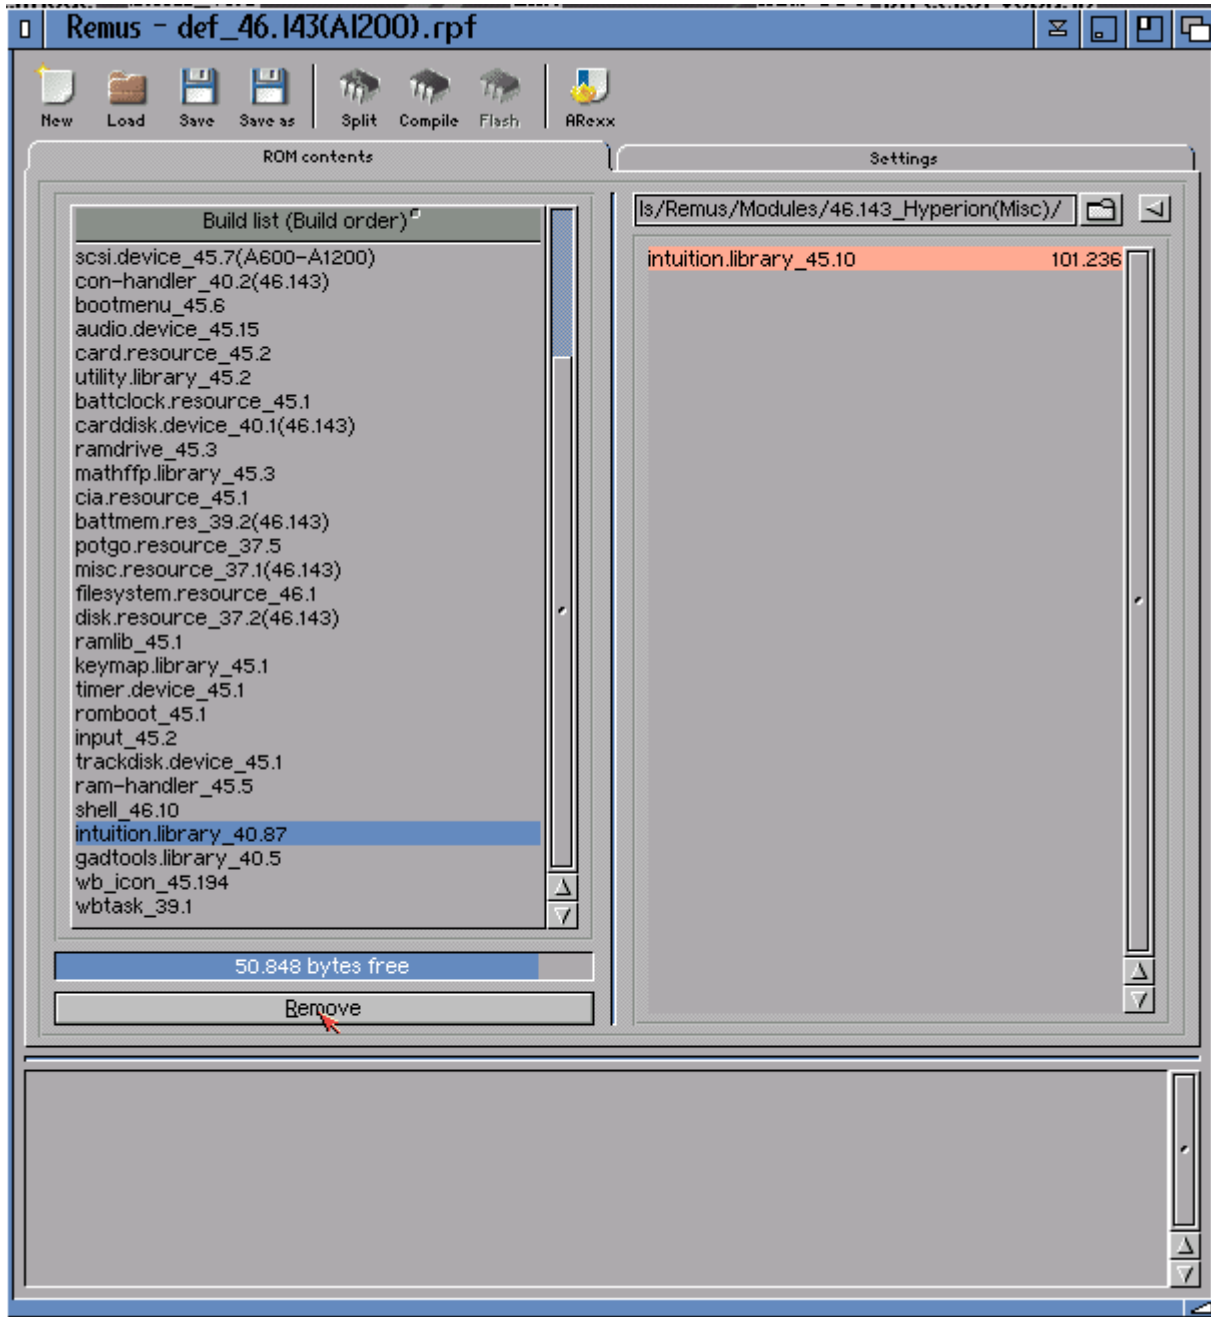 Remus - def_46.143(A1200).rpf
New Load Save Save as Split Compile Flash ARexx
ROM contents Settings
Build list (Build order)
ls/Remus/Modules/46.143_Hyperion(Misc)/
scsi.device_45.7(A600-A1200)
con-handler_40.2(46.143)
bootmenu_45.6
audio.device_45.15
card.resource_45.2
utility.library_45.2
battclock.resource_45.1
carddisk.device_40.1(46.143)
ramdrive_45.3
mathffp.library_45.3
cia.resource_45.1
battmem.res_39.2(46.143)
potgo.resource_37.5
misc.resource_37.1(46.143)
filesystem.resource_46.1
disk.resource_37.2(46.143)
ramlib_45.1
keymap.library_45.1
timer.device_45.1
romboot_45.1
input_45.2
trackdisk.device_45.1
ram-handler_45.5
shell_46.10
intuition.library_40.87
gadtools.library_40.5
wb_icon_45.194
wbtask_39.1
50.848 bytes free
Remove
intuition.library_45.10 101.236